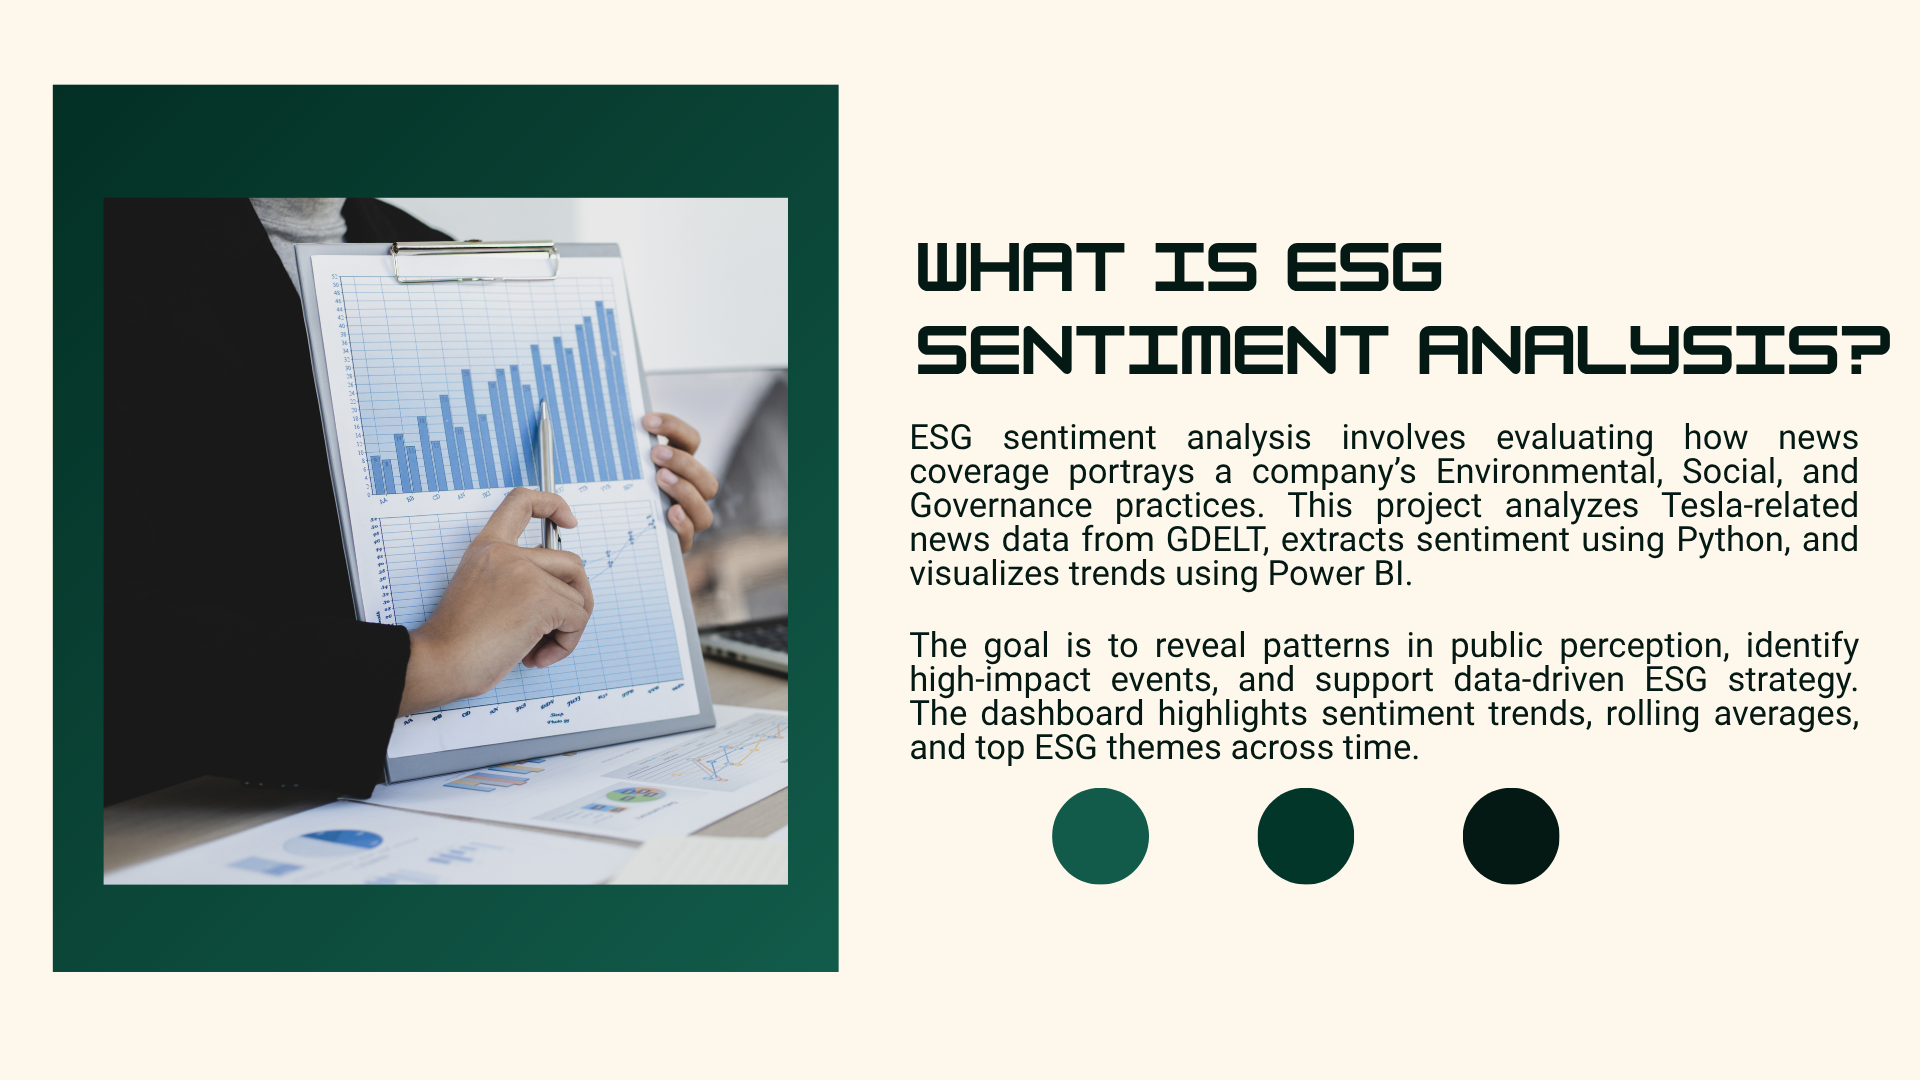 WHAT IS ESG
SENTIMENT ANALYSIS?
ESG sentiment analysis involves evaluating how news
coverage portrays a company’s Environmental, Social, and
Governance practices. This project analyzes Tesla-related
news data from GDELT, extracts sentiment using Python, and
visualizes trends using Power BI.
The goal is to reveal patterns in public perception, identify
high-impact events, and support data-driven ESG strategy.
The dashboard highlights sentiment trends, rolling averages,
and top ESG themes across time.